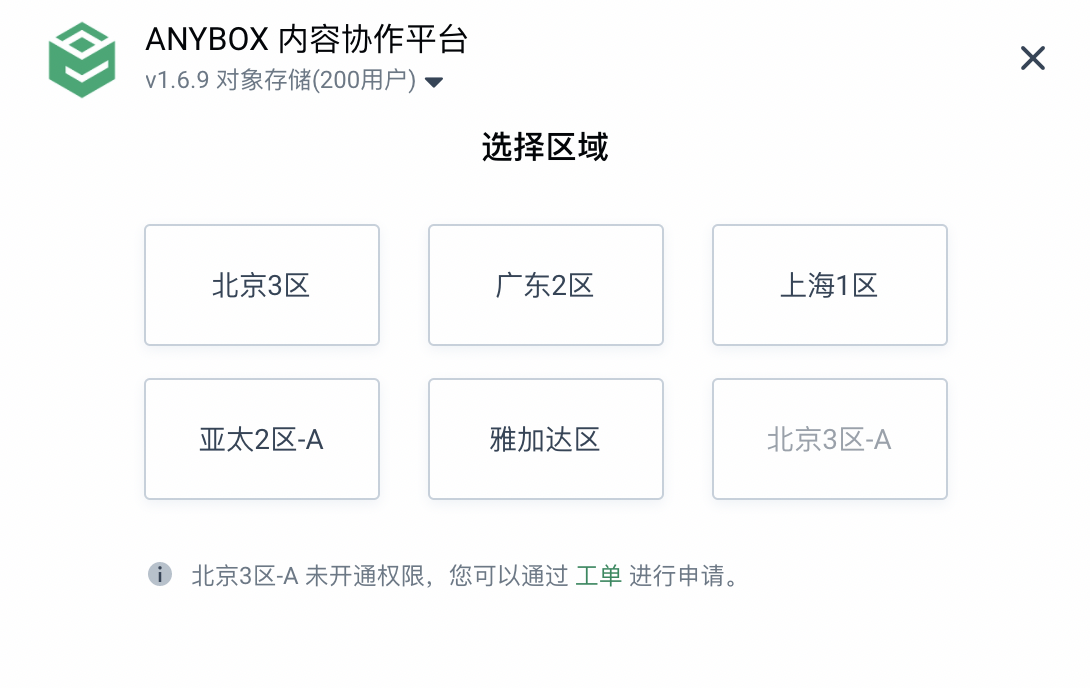 ANYBOX 内容协作平台
v1.6.9 对象存储(200用户)
选择区域
北京3区
广东2区
上海1区
亚太2区-A
雅加达区
北京3区-A
北京3区-A 未开通权限，您可以通过 工单 进行申请。